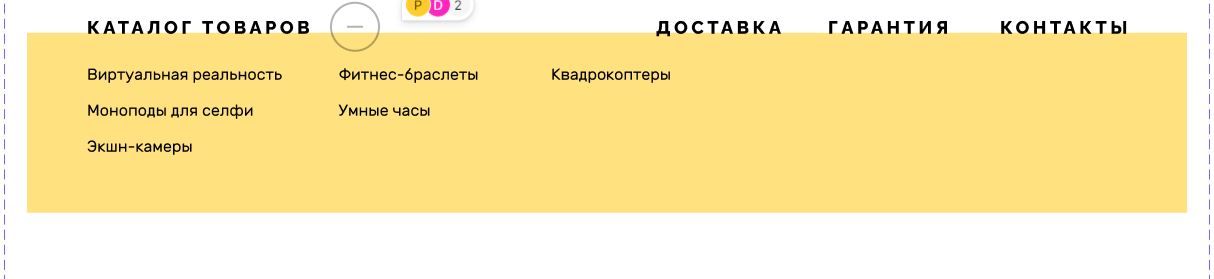 P D 2
КАТАЛОГ ТОВАРОВ ДОСТАВКА ГАРАНТИЯ КОНТАКТЫ
Виртуальная реальность Фитнес-браслеты Квадрокоптеры
Моноподы для селфи Умные часы
Экшн-камеры